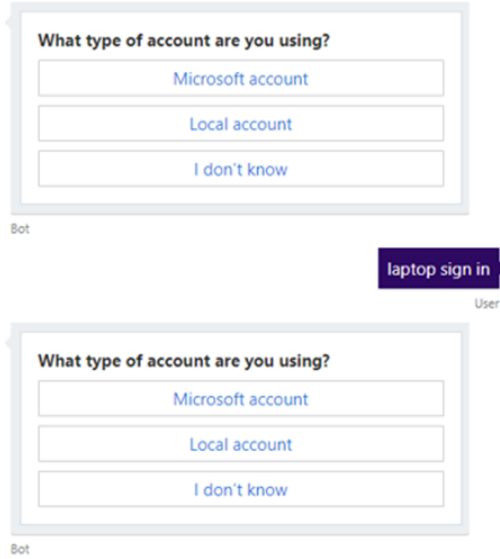 What type of account are you using?
Microsoft account
Local account
I don't know
Bot
laptop sign in
User
What type of account are you using?
Microsoft account
Local account
I don't know
Bot